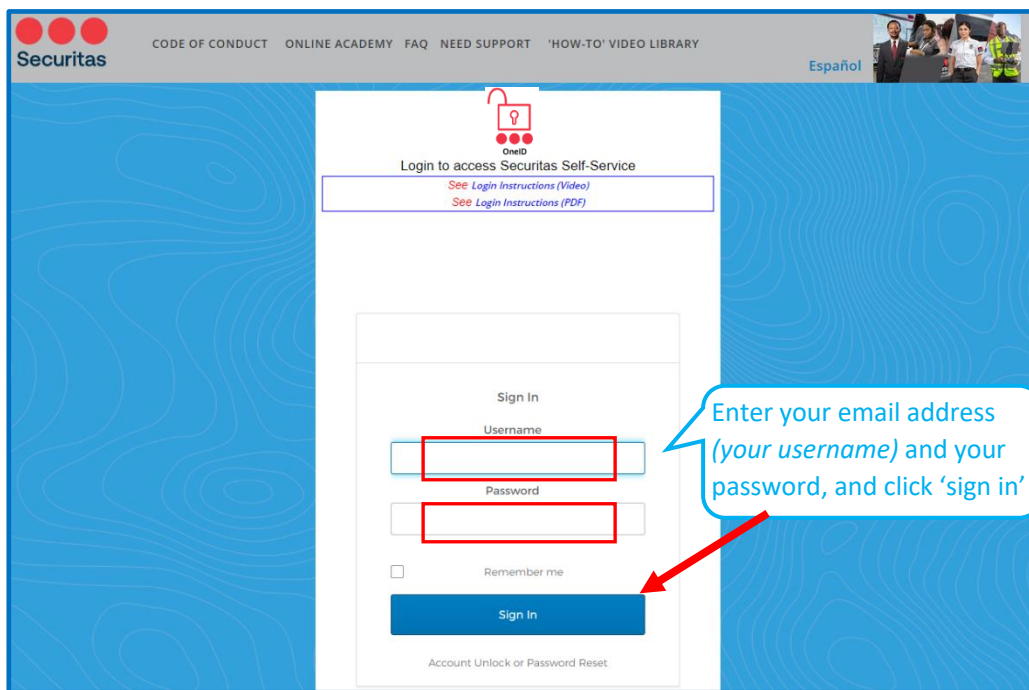 Securitas
CODE OF CONDUCT ONLINE ACADEMY FAQ NEED SUPPORT 'HOW-TO' VIDEO LIBRARY
Español
OneID
Login to access Securitas Self-Service
See Login Instructions (Video)
See Login Instructions (PDF)
Sign In
Username
Password
Remember me
Sign In
Account Unlock or Password Reset
Enter your email address
(your username) and your
password, and click ‘sign in’